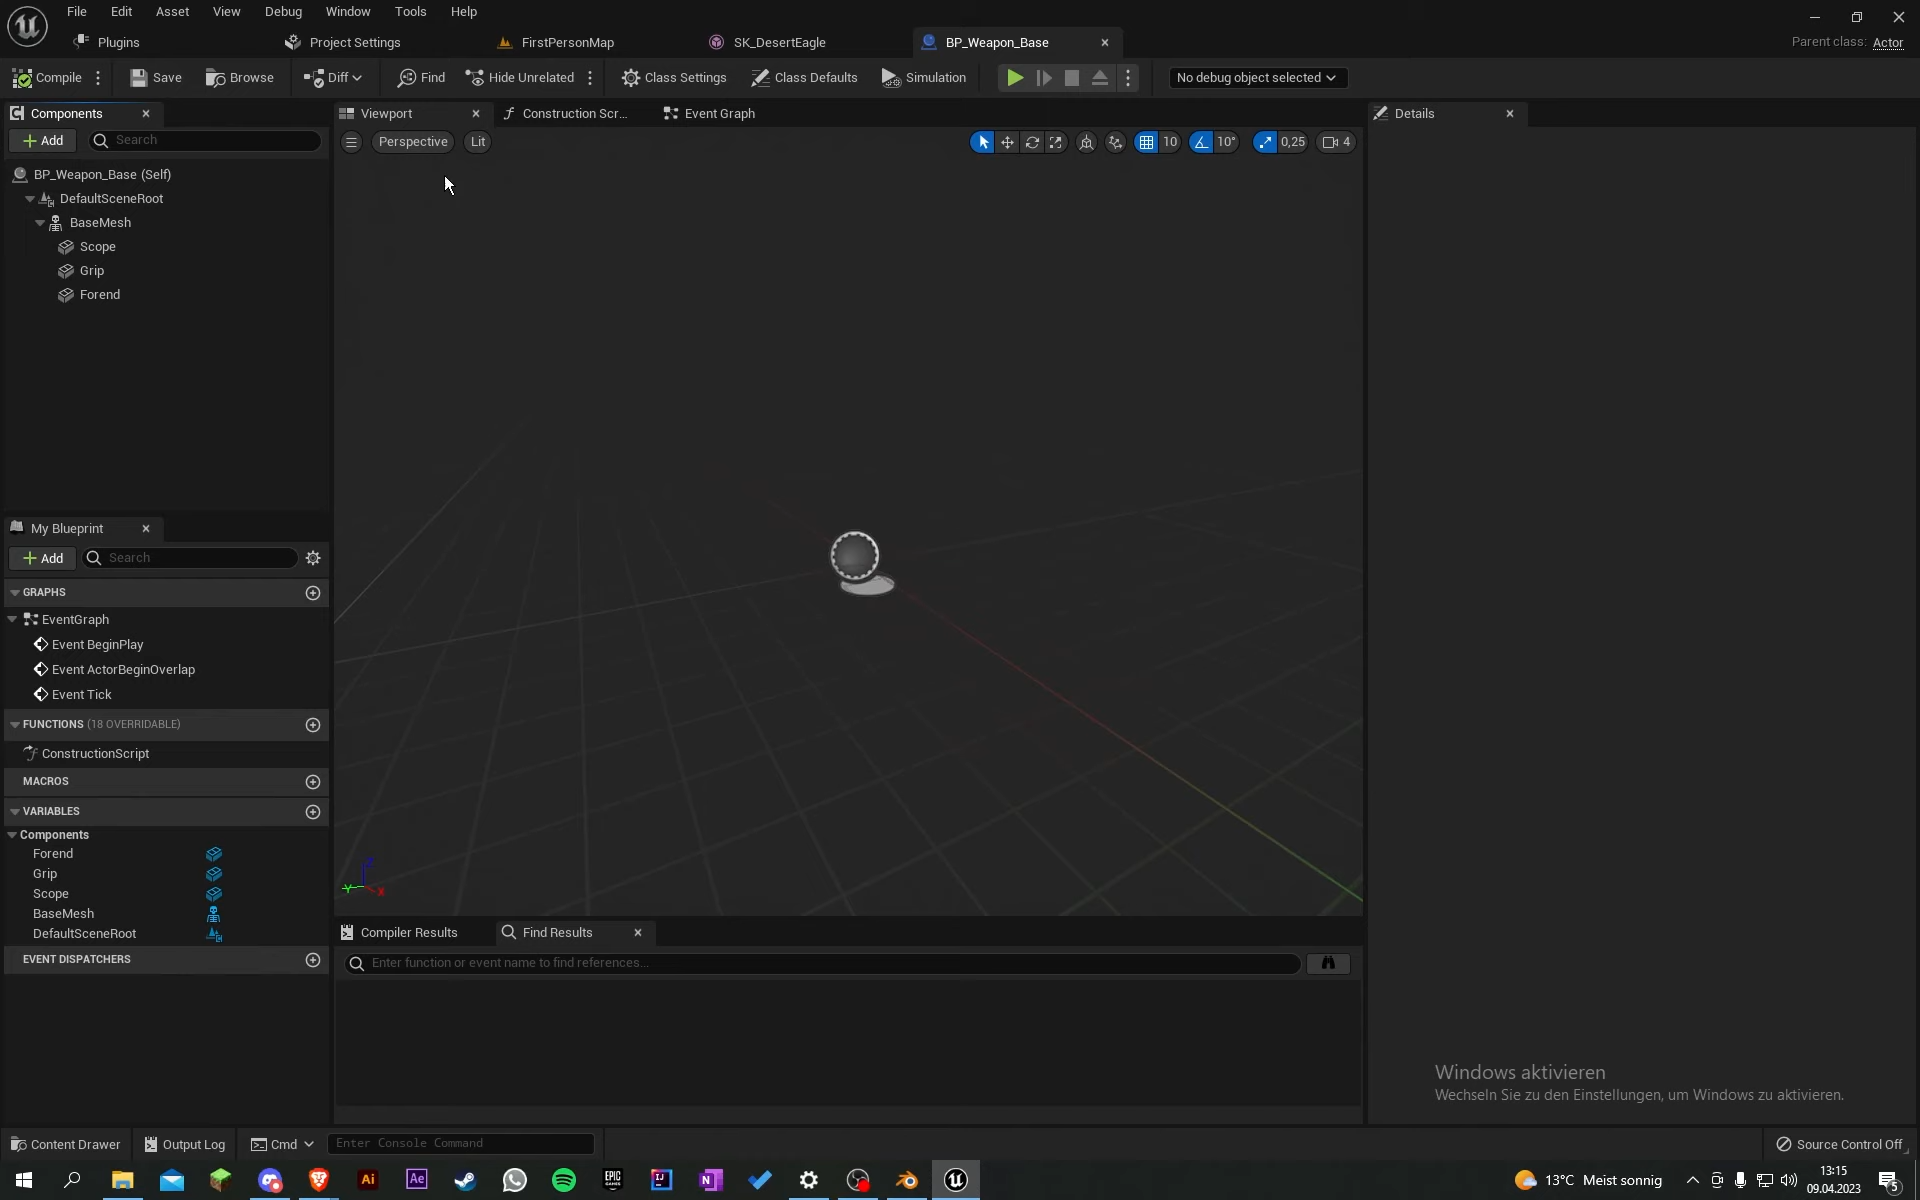 File Edit Asset View Debug Window Tools Help
Plugins Project Settings FirstPersonMap SK_DesertEagle BP_Weapon_Base Parent class: Actor
Compile Save Browse Diff Find Hide Unrelated Class Settings Class Defaults Simulation No debug object selected
Components Viewport Construction Scr... Event Graph Details
Add Search Perspective Lit 10 10° 0,25 4
BP_Weapon_Base (Self)
DefaultSceneRoot
BaseMesh
Scope
Grip
Forend
My Blueprint
Add Search
GRAPHS
EventGraph
Event BeginPlay
Event ActorBeginOverlap
Event Tick
FUNCTIONS (18 OVERRIDABLE)
ConstructionScript
MACROS
VARIABLES
Components
Forend
Grip
Scope
BaseMesh
DefaultSceneRoot
EVENT DISPATCHERS
Z
Y X
Compiler Results Find Results
Enter function or event name to find references...
Windows aktivieren
Wechseln Sie zu den Einstellungen, um Windows zu aktivieren.
Content Drawer Output Log Cmd Enter Console Command Source Control Off
Ai Ae EPIC GAMES IJ N 13°C Meist sonnig 13:15
09.04.2023 5